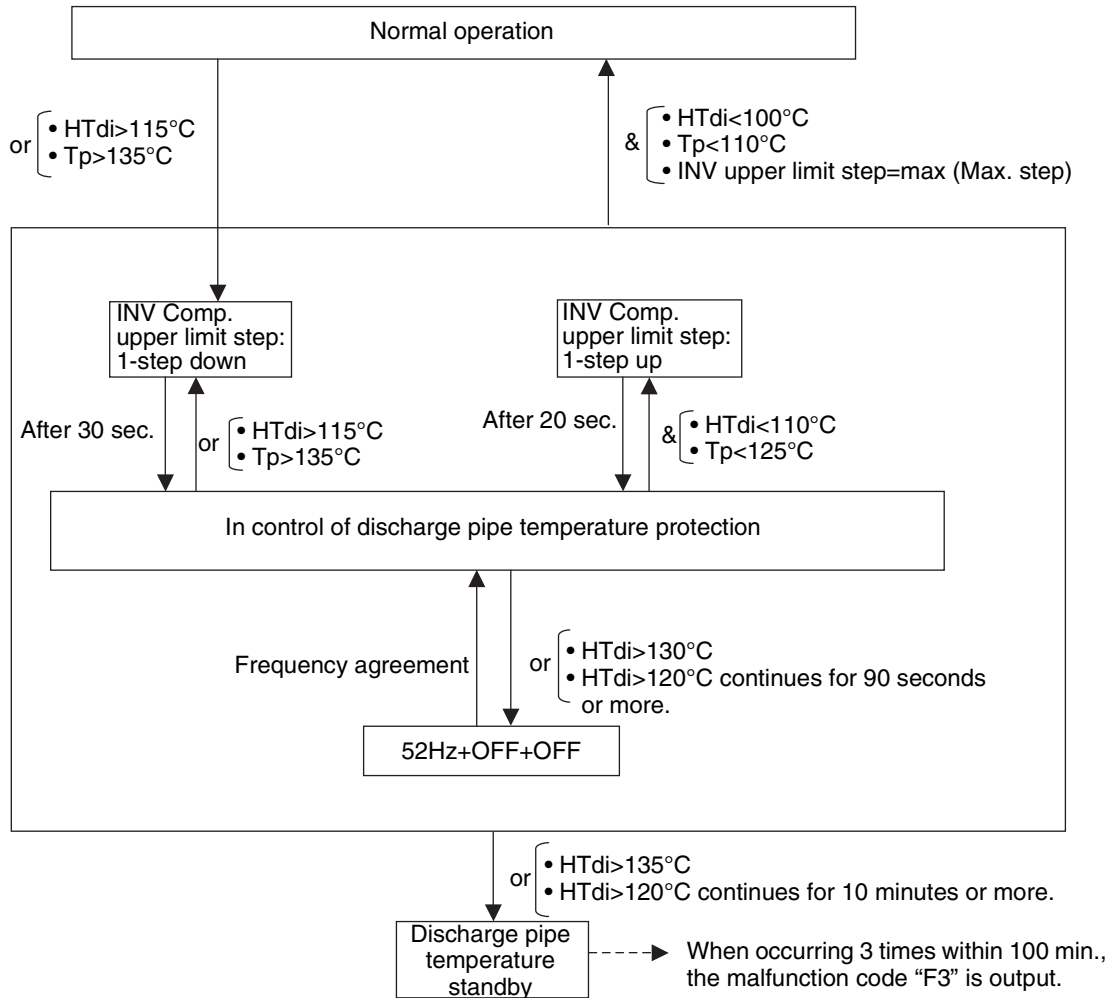 Normal operation
or
• HTdi>115°C
• Tp>135°C
&
• HTdi<100°C
• Tp<110°C
• INV upper limit step=max (Max. step)
INV Comp.
upper limit step:
1-step down
INV Comp.
upper limit step:
1-step up
After 30 sec.
or
• HTdi>115°C
• Tp>135°C
After 20 sec.
&
• HTdi<110°C
• Tp<125°C
In control of discharge pipe temperature protection
Frequency agreement
or
• HTdi>130°C
• HTdi>120°C continues for 90 seconds
or more.
52Hz+OFF+OFF
or
• HTdi>135°C
• HTdi>120°C continues for 10 minutes or more.
Discharge pipe
temperature
standby
When occurring 3 times within 100 min.,
the malfunction code “F3” is output.